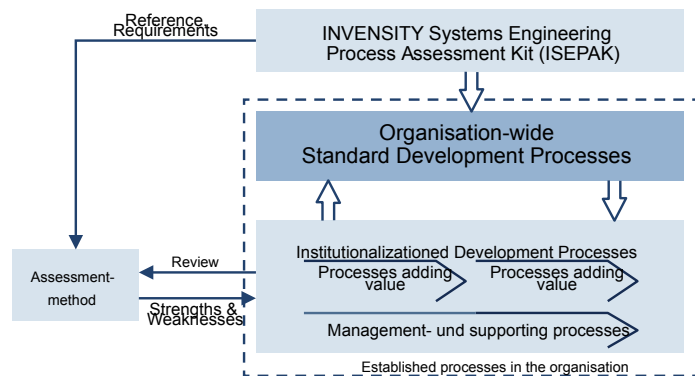 Reference,
Requirements
INVENSITY Systems Engineering
Process Assessment Kit (ISEPAK)
Organisation-wide
Standard Development Processes
Institutionalizationed Development Processes
Processes adding
value
Processes adding
value
Management- und supporting processes
Review
Assessment-
method
Strengths &
Weaknesses
Established processes in the organisation